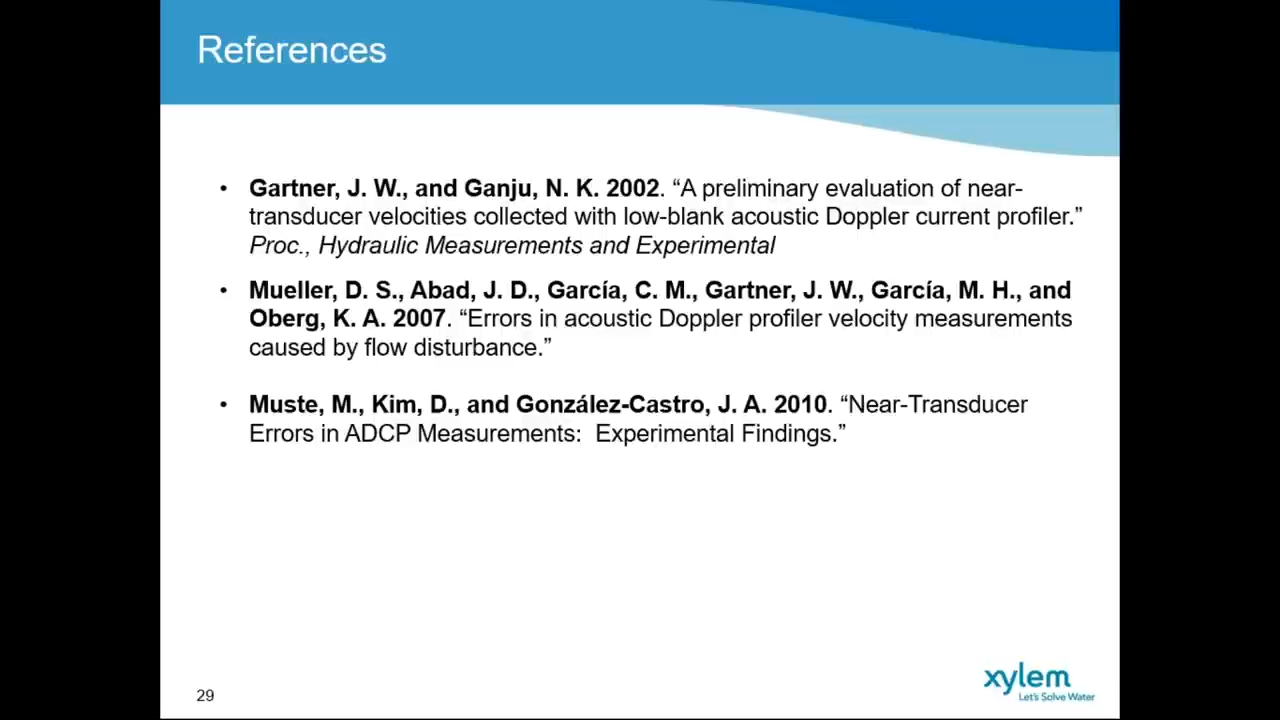 References
• Gartner, J. W., and Ganju, N. K. 2002. “A preliminary evaluation of near-
transducer velocities collected with low-blank acoustic Doppler current profiler.”
Proc., Hydraulic Measurements and Experimental
• Mueller, D. S., Abad, J. D., García, C. M., Gartner, J. W., García, M. H., and
Oberg, K. A. 2007. “Errors in acoustic Doppler profiler velocity measurements
caused by flow disturbance.”
• Muste, M., Kim, D., and González-Castro, J. A. 2010. “Near-Transducer
Errors in ADCP Measurements:  Experimental Findings.”
29
xylem
Let's Solve Water